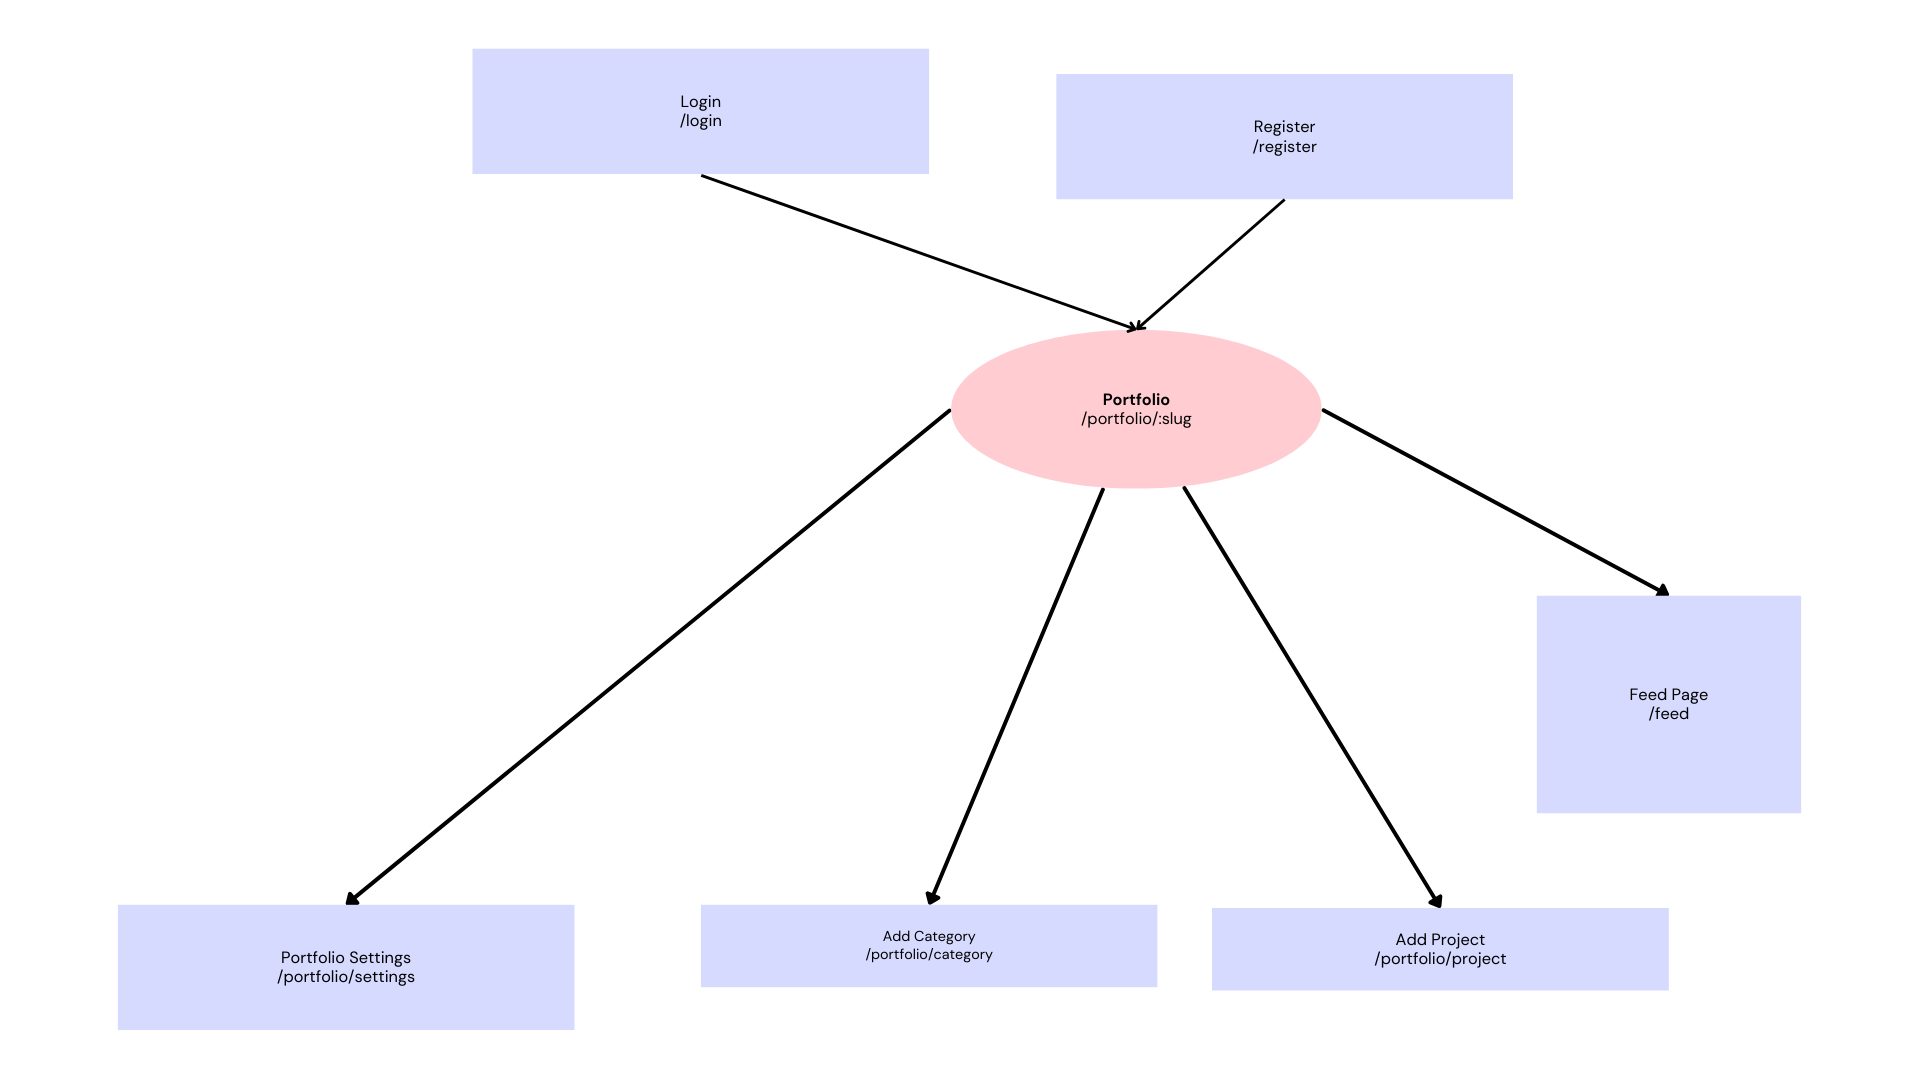 Login
/login
Register
/register
Portfolio
/portfolio/:slug
Feed Page
/feed
Portfolio Settings
/portfolio/settings
Add Category
/portfolio/category
Add Project
/portfolio/project